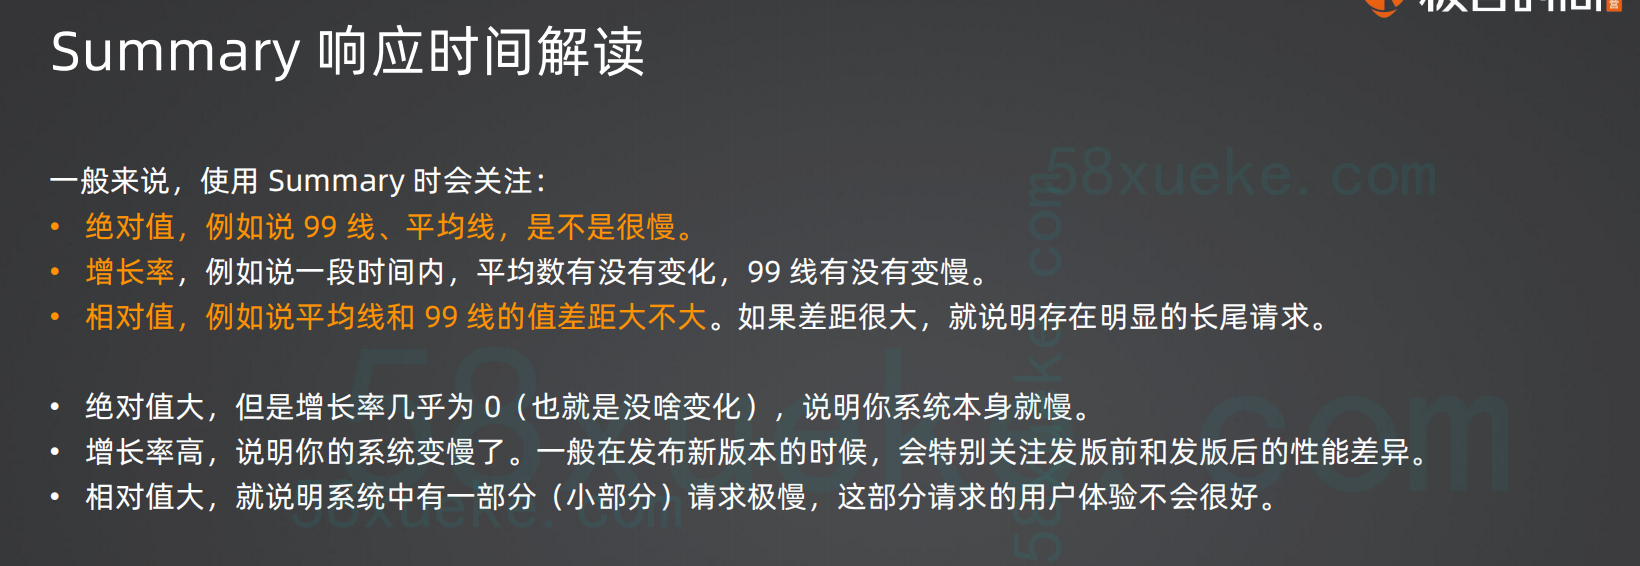 Summary 响应时间解读
58xueke. com
一般来说，使用 Summary 时会关注：
• 绝对值，例如说 99 线、平均线，是不是很慢。
• 增长率，例如说一段时间内，平均数有没有变化，99 线有没有变慢。
• 相对值，例如说平均线和 99 线的值差距大不大。如果差距很大，就说明存在明显的长尾请求。
• 绝对值大，但是增长率几乎为 0（也就是没啥变化），说明你系统本身就慢。
• 增长率高，说明你的系统变慢了。一般在发布新版本的时候，会特别关注发版前和发版后的性能差异。
• 相对值大，就说明系统中有一部分（小部分）请求极慢，这部分请求的用户体验不会很好。
58xueke. com
58xueke. com
58xueke. com